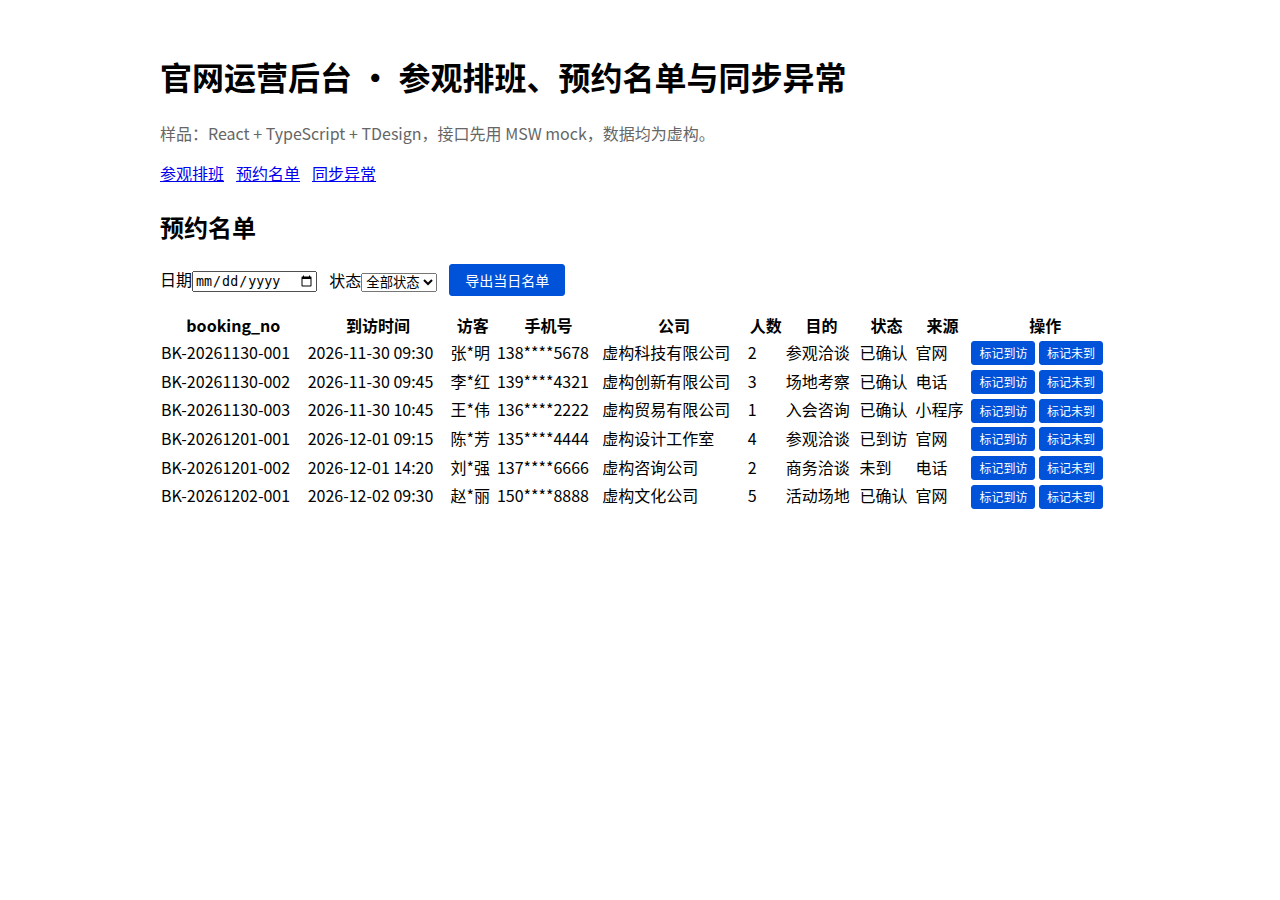 官网运营后台 · 参观排班、预约名单与同步异常
样品：React + TypeScript + TDesign，接口先用 MSW mock，数据均为虚构。
参观排班 预约名单 同步异常
预约名单
日期 mm/dd/yyyy 状态 全部状态 导出当日名单
booking_no 到访时间 访客 手机号 公司 人数 目的 状态 来源 操作
BK-20261130-001 2026-11-30 09:30 张*明 138****5678 虚构科技有限公司 2 参观洽谈 已确认 官网 标记到访 标记未到
BK-20261130-002 2026-11-30 09:45 李*红 139****4321 虚构创新有限公司 3 场地考察 已确认 电话 标记到访 标记未到
BK-20261130-003 2026-11-30 10:45 王*伟 136****2222 虚构贸易有限公司 1 入会咨询 已确认 小程序 标记到访 标记未到
BK-20261201-001 2026-12-01 09:15 陈*芳 135****4444 虚构设计工作室 4 参观洽谈 已到访 官网 标记到访 标记未到
BK-20261201-002 2026-12-01 14:20 刘*强 137****6666 虚构咨询公司 2 商务洽谈 未到 电话 标记到访 标记未到
BK-20261202-001 2026-12-02 09:30 赵*丽 150****8888 虚构文化公司 5 活动场地 已确认 官网 标记到访 标记未到